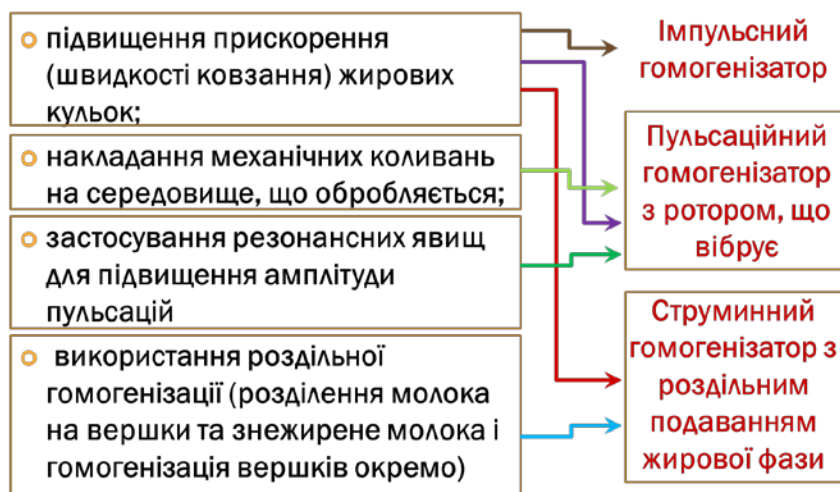 підвищення прискорення
(швидкості ковзання) жирових
кульок;
накладання механічних коливань
на середовище, що обробляється;
застосування резонансних явищ
для підвищення амплітуди
пульсацій
використання роздільної
гомогенізації (розділення молока
на вершки та знежирене молоко і
гомогенізація вершків окремо)
Імпульсний
гомогенізатор
Пульсаційний
гомогенізатор
з ротором, що
вібрує
Струминний
гомогенізатор з
роздільним
подаванням
жирової фази